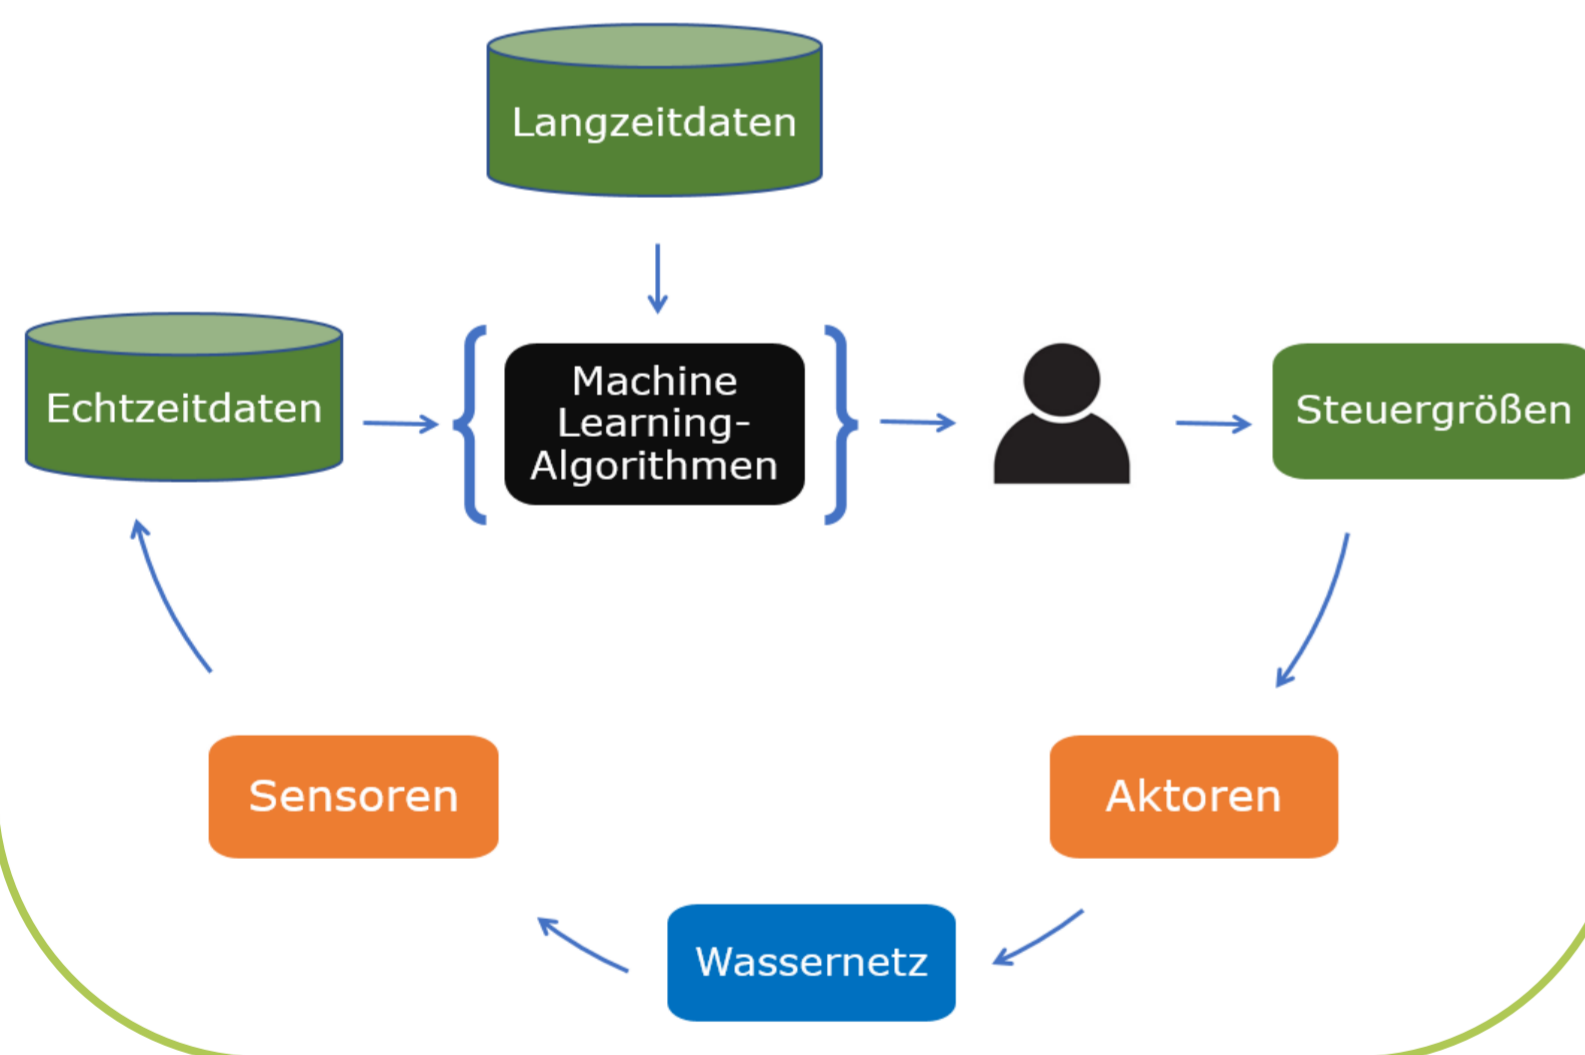 Langzeitdaten
Echtzeitdaten
Machine
Learning-
Algorithmen
Steuergrößen
Sensoren
Aktoren
Wassernetz